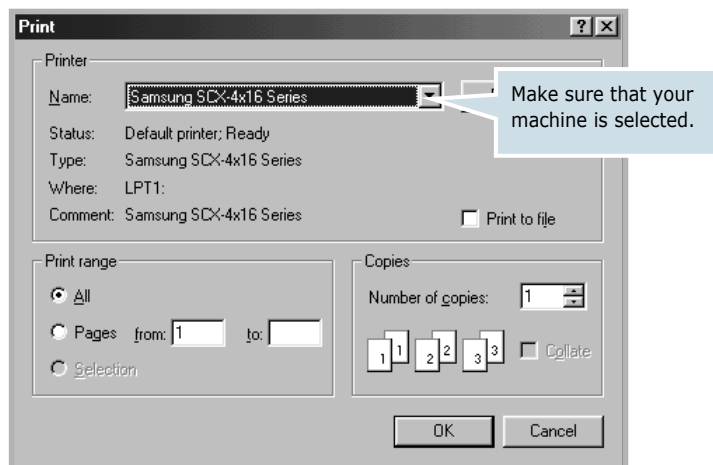 Print
Printer
Name: Samsung SCX-4x16 Series
Make sure that your
machine is selected.
Status: Default printer; Ready
Type: Samsung SCX-4x16 Series
Where: LPT1:
Comment: Samsung SCX-4x16 Series
Print to file
Print range
All
Pages from: 1 to:
Selection
Copies
Number of copies: 1
1 1 2 2 3 3 Collate
OK Cancel